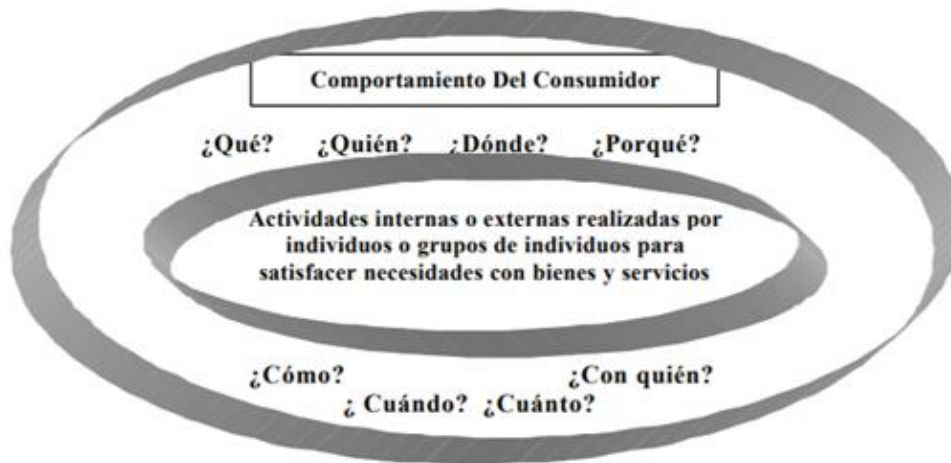 Comportamiento Del Consumidor
¿Qué? ¿Quién? ¿Dónde? ¿Porqué?
Actividades internas o externas realizadas por
individuos o grupos de individuos para
satisfacer necesidades con bienes y servicios
¿Cómo? ¿Con quién?
¿ Cuándo? ¿Cuánto?